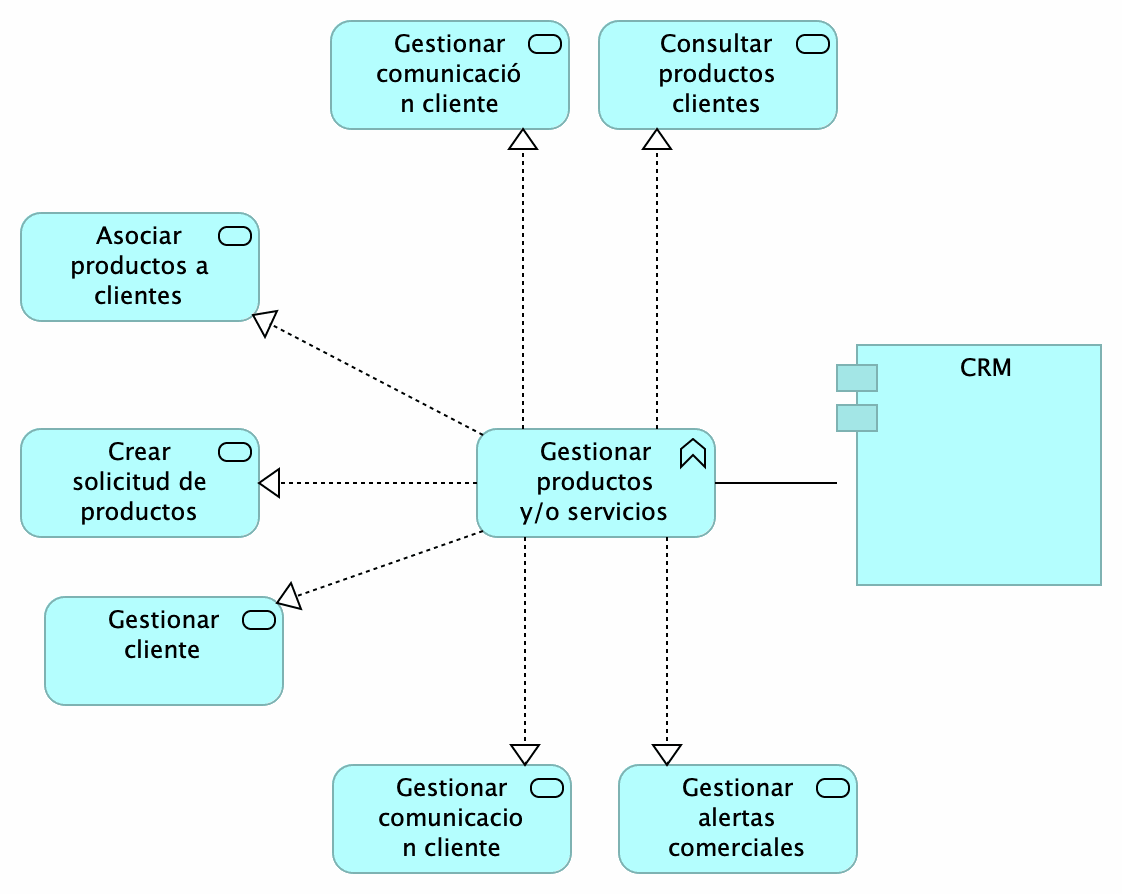 Gestionar
comunicació
n cliente
Consultar
productos
clientes
Asociar
productos a
clientes
CRM
Crear
solicitud de
productos
Gestionar
productos
y/o servicios
Gestionar
cliente
Gestionar
comunicacio
n cliente
Gestionar
alertas
comerciales